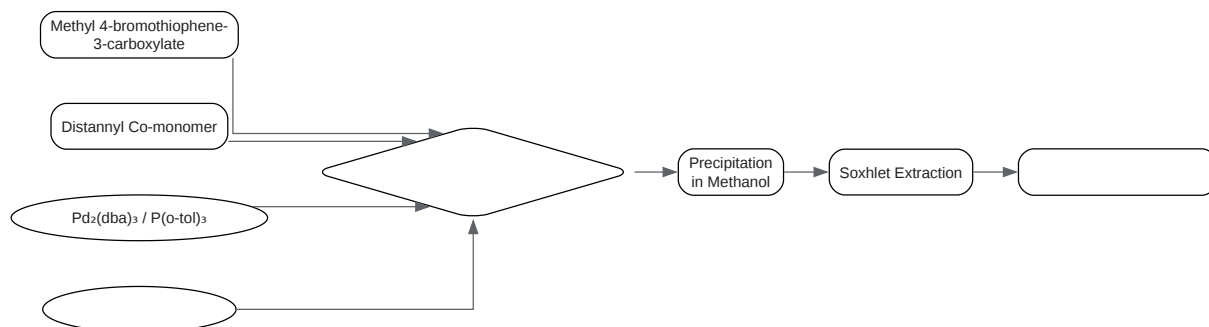 Methyl 4-bromothiophene-
3-carboxylate
Distannyl Co-monomer
Pd₂(dba)₃ / P(o-tol)₃
Precipitation
in Methanol
Soxhlet Extraction